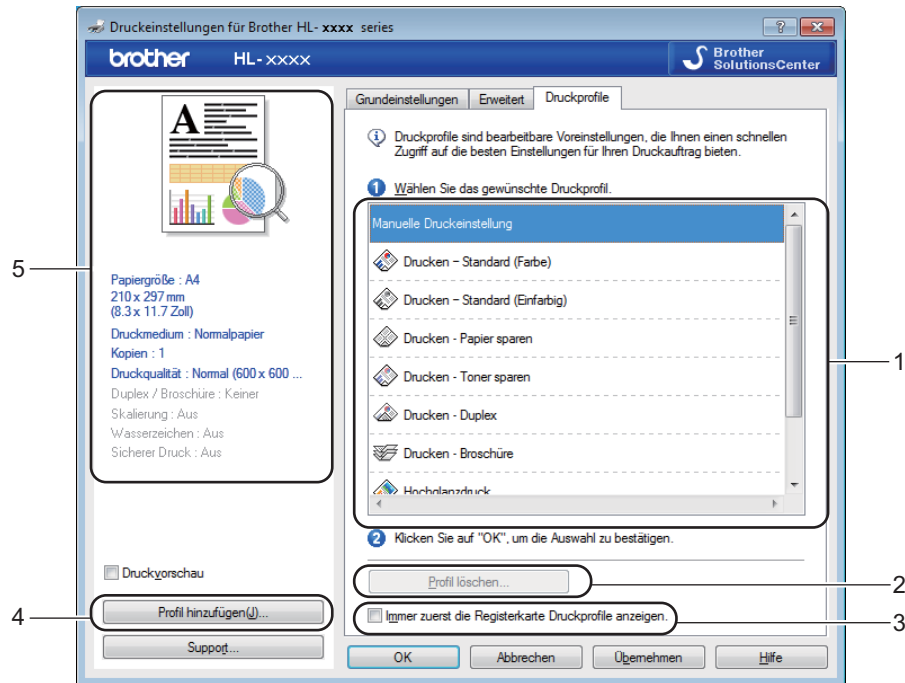 Druckeinstellungen für Brother HL- xxxx series
brother HL-xxxx
Brother
SolutionsCenter
Grundeinstellungen Erweitert Druckprofile
Druckprofile sind bearbeitbare Voreinstellungen, die Ihnen einen schnellen
Zugriff auf die besten Einstellungen für Ihren Druckauftrag bieten.
1 Wählen Sie das gewünschte Druckprofil.
Manuelle Druckeinstellung
Drucken – Standard (Farbe)
Drucken – Standard (Einfarbig)
Drucken - Papier sparen
Drucken - Toner sparen
Drucken - Duplex
Drucken - Broschüre
Hochglanzdruck
2 Klicken Sie auf "OK", um die Auswahl zu bestätigen.
Profil löschen...
Immer zuerst die Registerkarte Druckprofile anzeigen.
OK Abbrechen Übernehmen Hilfe
A
Papiergröße : A4
210 x 297 mm
(8.3 x 11.7 Zoll)
Druckmedium : Normalpapier
Kopien : 1
Druckqualität : Normal (600 x 600 ...
Duplex / Broschüre : Keiner
Skalierung : Aus
Wasserzeichen : Aus
Sicherer Druck : Aus
Druckvorschau
Profil hinzufügen(J)...
Support...
1
2
3
4
5